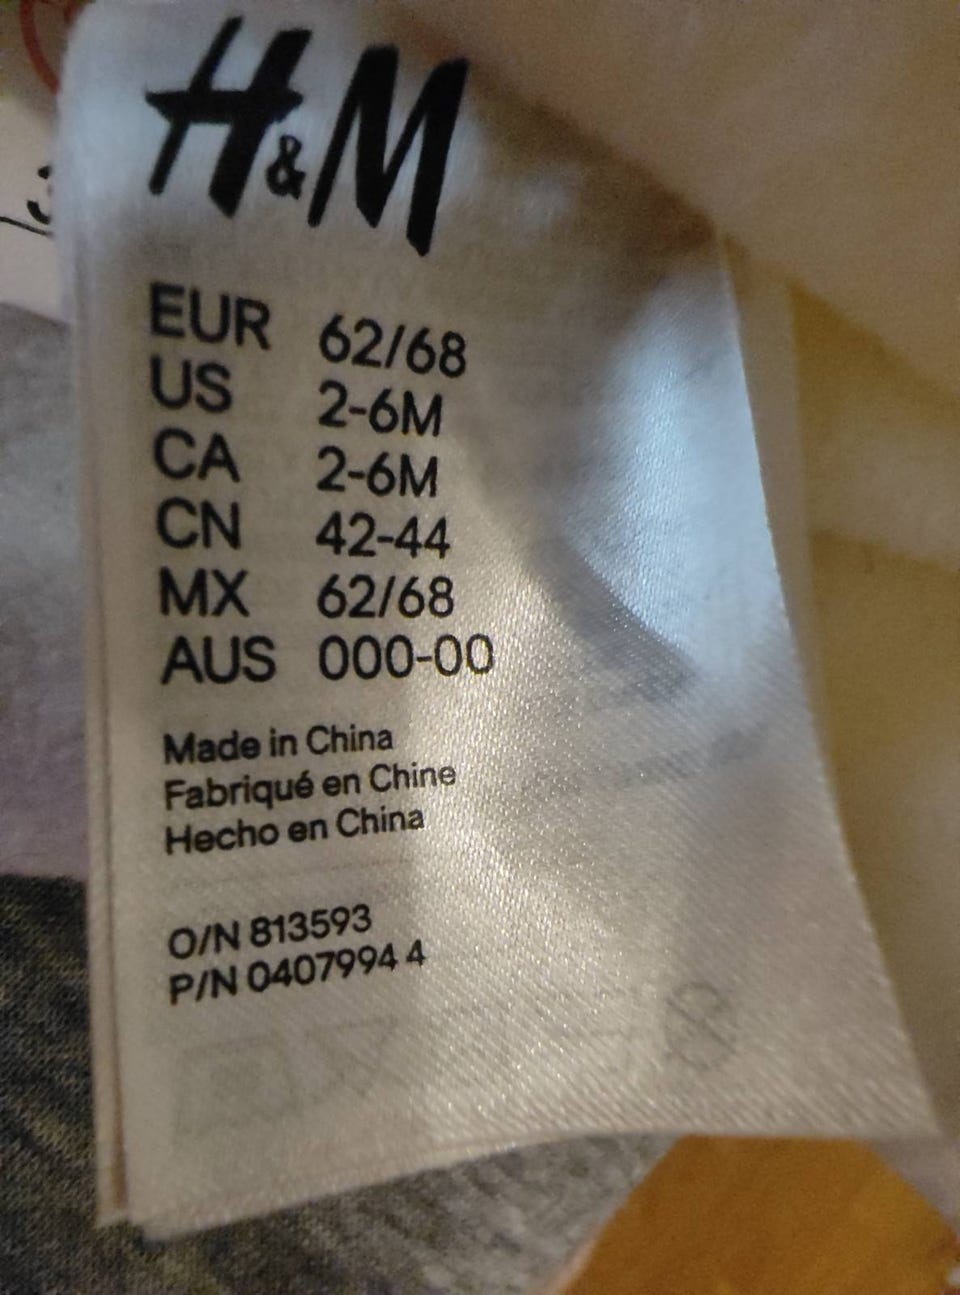 H&M
EUR 62/68
US 2-6M
CA 2-6M
CN 42-44
MX 62/68
AUS 000-00
Made in China
Fabriqué en Chine
Hecho en China
O/N 813593
P/N 0407994 4